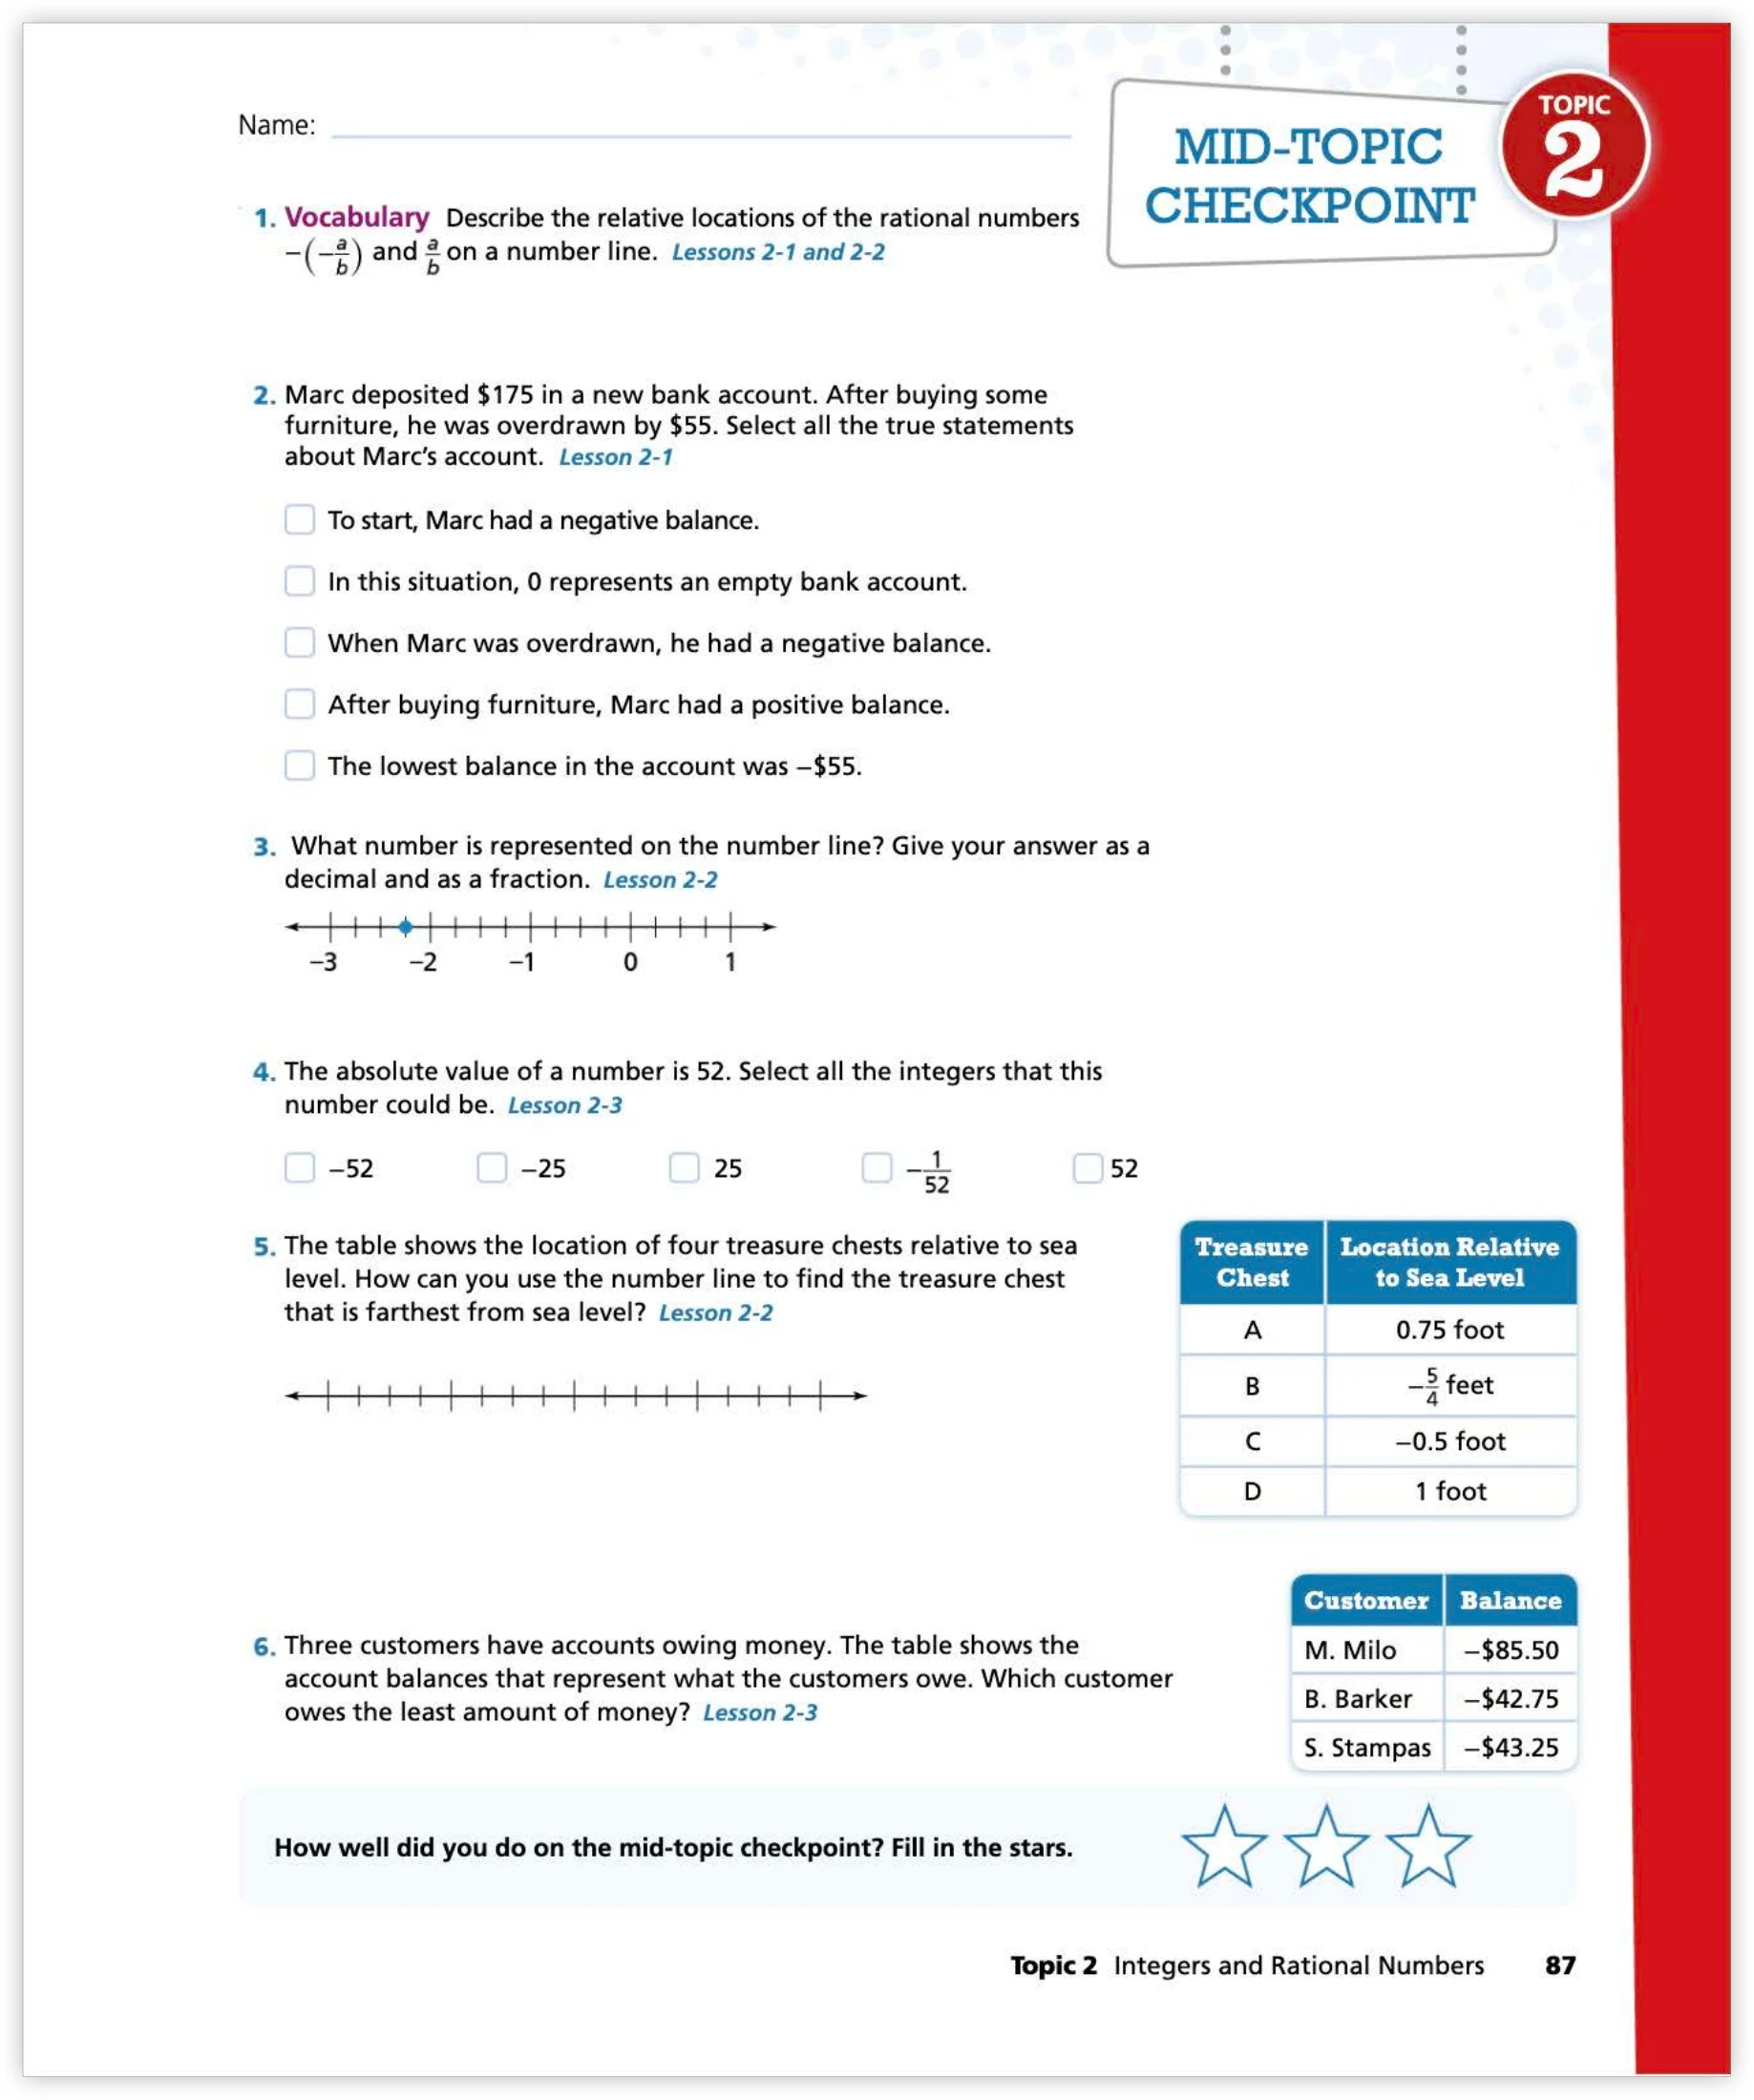 Name:
MID-TOPIC
CHECKPOINT
TOPIC
2
1. Vocabulary Describe the relative locations of the rational numbers
−(−a/b) and a/b on a number line. Lessons 2-1 and 2-2
2. Marc deposited $175 in a new bank account. After buying some
furniture, he was overdrawn by $55. Select all the true statements
about Marc's account. Lesson 2-1
To start, Marc had a negative balance.
In this situation, 0 represents an empty bank account.
When Marc was overdrawn, he had a negative balance.
After buying furniture, Marc had a positive balance.
The lowest balance in the account was −$55.
3. What number is represented on the number line? Give your answer as a
decimal and as a fraction. Lesson 2-2
−3 −2 −1 0 1
4. The absolute value of a number is 52. Select all the integers that this
number could be. Lesson 2-3
−52 −25 25 −1/52 52
5. The table shows the location of four treasure chests relative to sea
level. How can you use the number line to find the treasure chest
that is farthest from sea level? Lesson 2-2
Treasure Location Relative
Chest to Sea Level
A 0.75 foot
B −5/4 feet
C −0.5 foot
D 1 foot
6. Three customers have accounts owing money. The table shows the
account balances that represent what the customers owe. Which customer
owes the least amount of money? Lesson 2-3
Customer Balance
M. Milo −$85.50
B. Barker −$42.75
S. Stampas −$43.25
How well did you do on the mid-topic checkpoint? Fill in the stars.
Topic 2 Integers and Rational Numbers 87